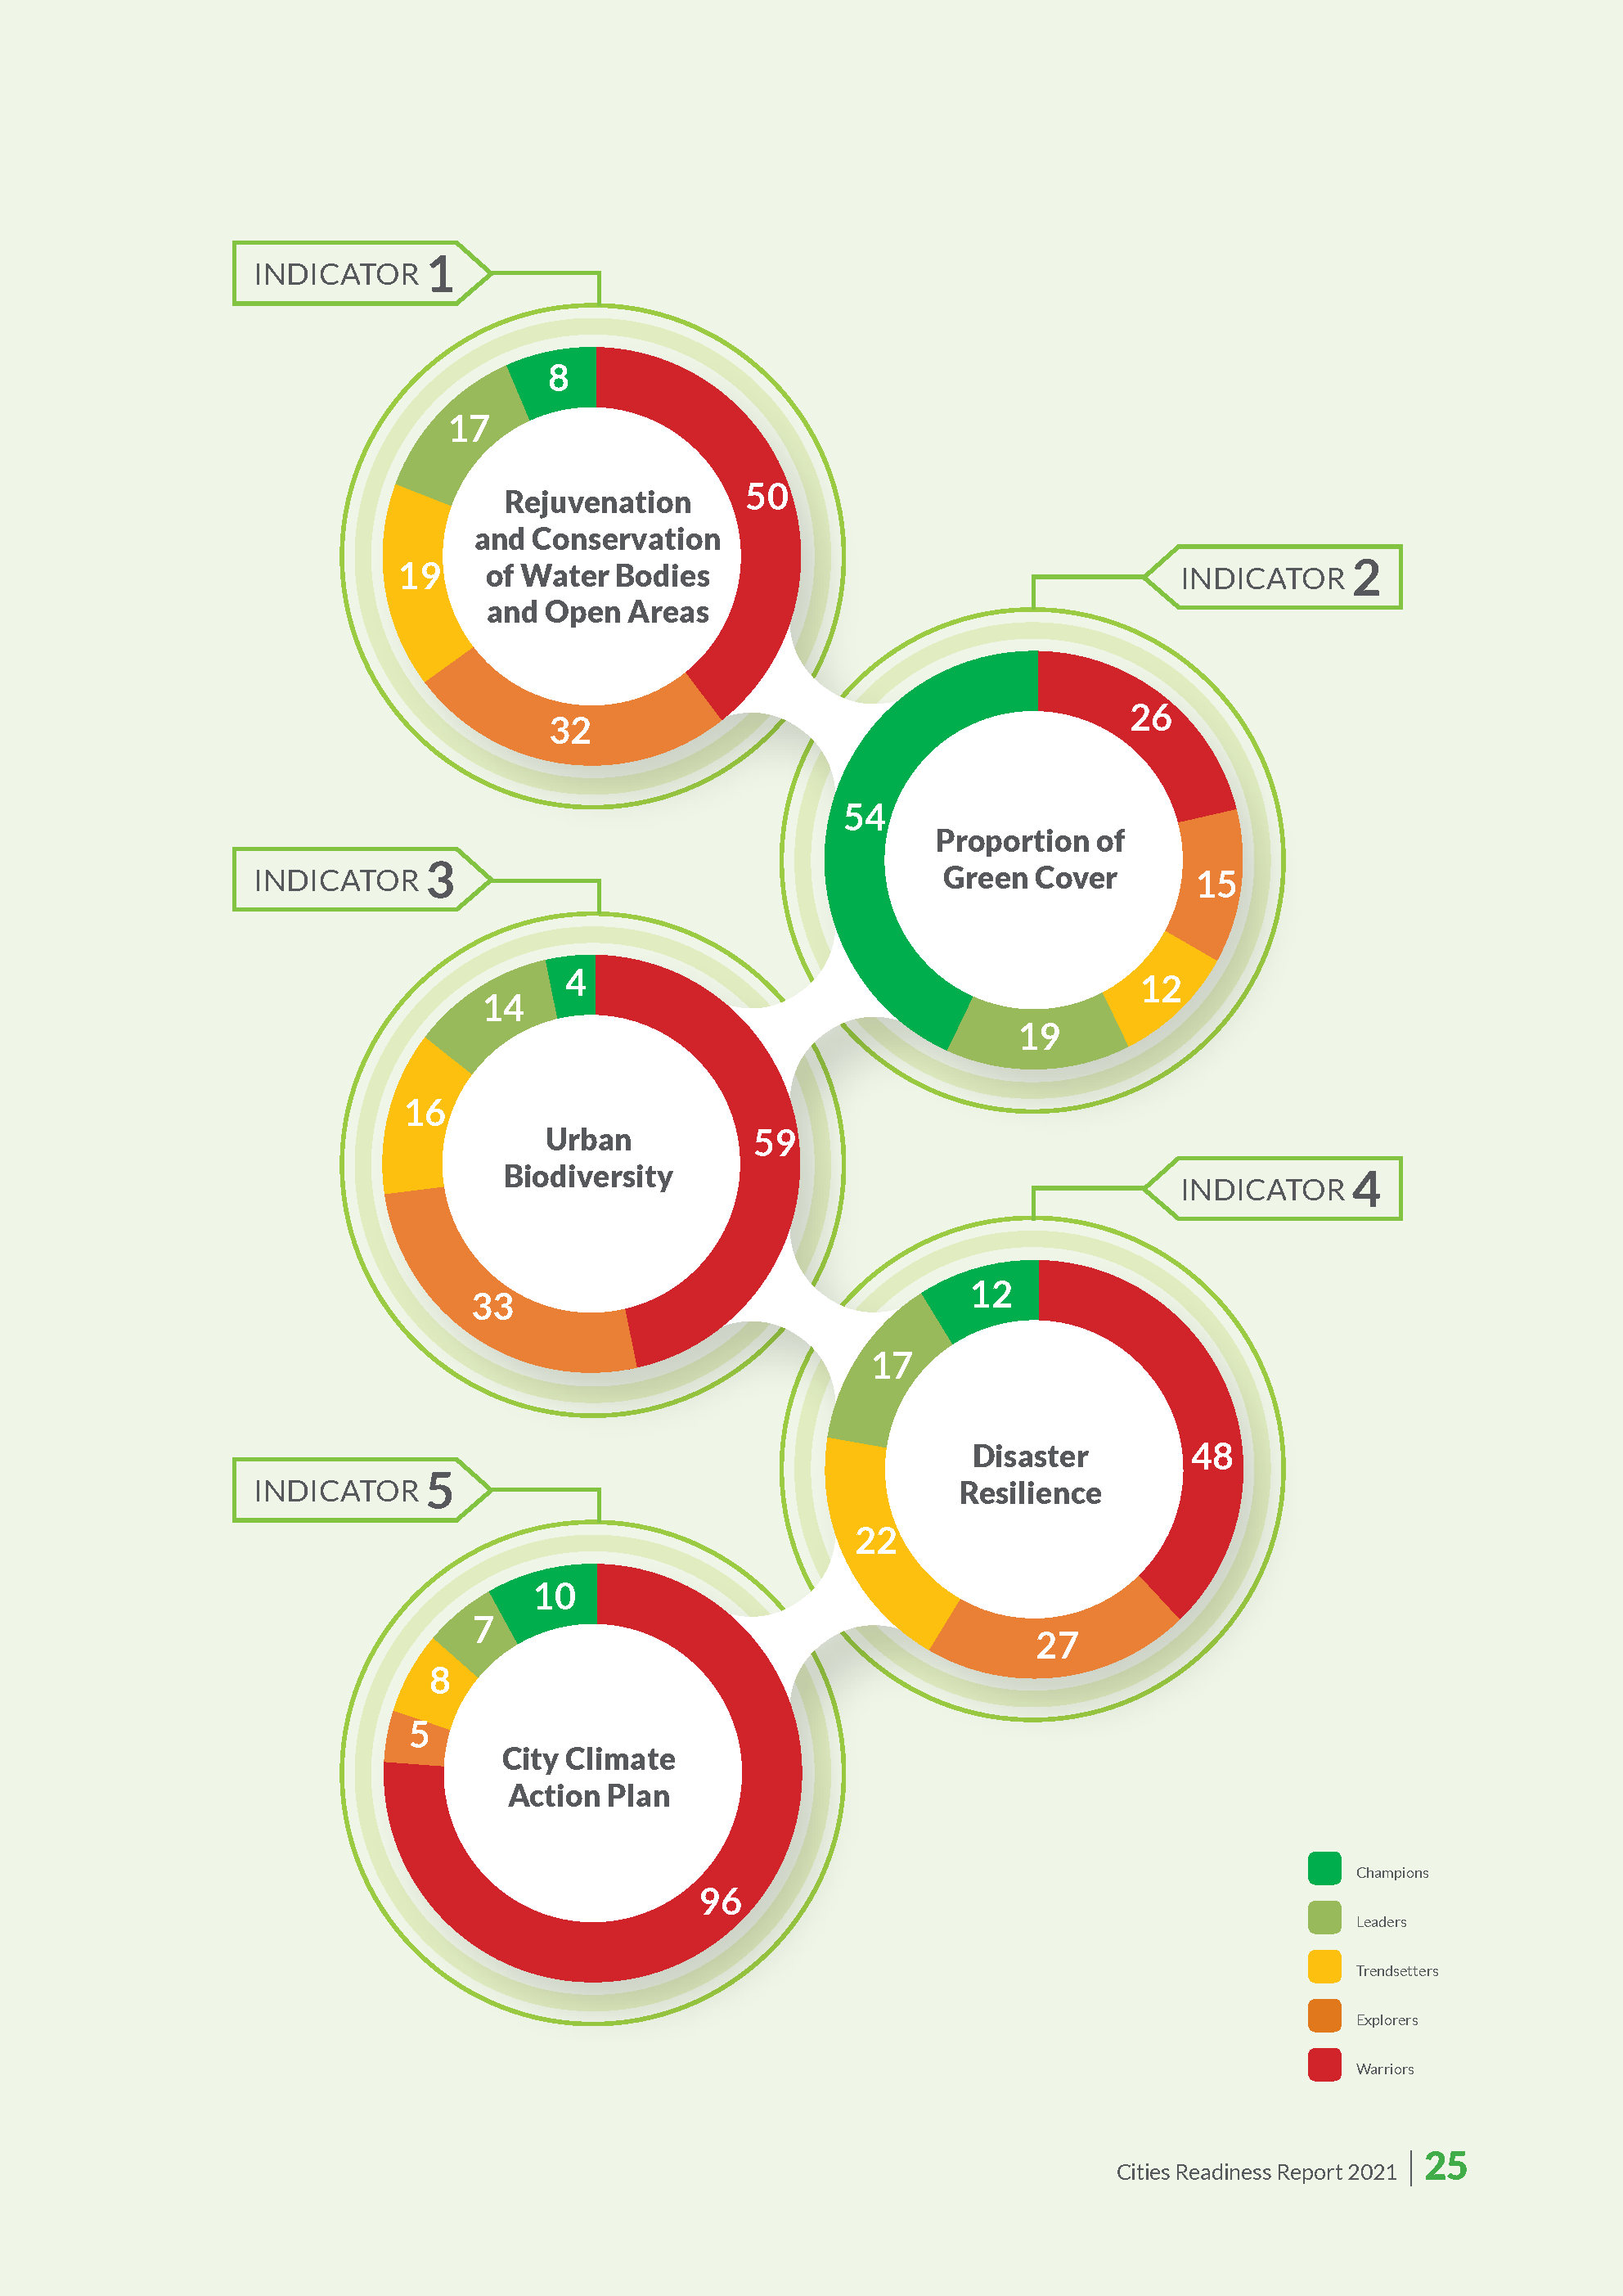 INDICATOR 1
8
17
50
19
32
Rejuvenation
and Conservation
of Water Bodies
and Open Areas
INDICATOR 2
26
54
15
12
19
Proportion of
Green Cover
INDICATOR 3
4
14
16
59
33
Urban
Biodiversity
INDICATOR 4
12
17
48
22
27
Disaster
Resilience
INDICATOR 5
10
7
8
5
96
City Climate
Action Plan
Champions
Leaders
Trendsetters
Explorers
Warriors
Cities Readiness Report 2021 | 25